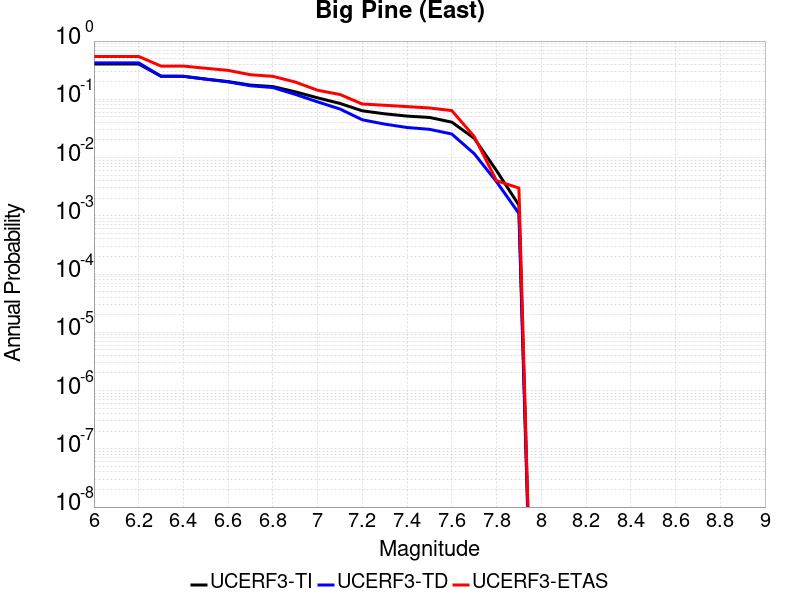 Big Pine (East)
10^0
10^-1
10^-2
10^-3
10^-4
10^-5
10^-6
10^-7
10^-8
Annual Probability
6 6.2 6.4 6.6 6.8 7 7.2 7.4 7.6 7.8 8 8.2 8.4 8.6 8.8 9
Magnitude
UCERF3-TI UCERF3-TD UCERF3-ETAS